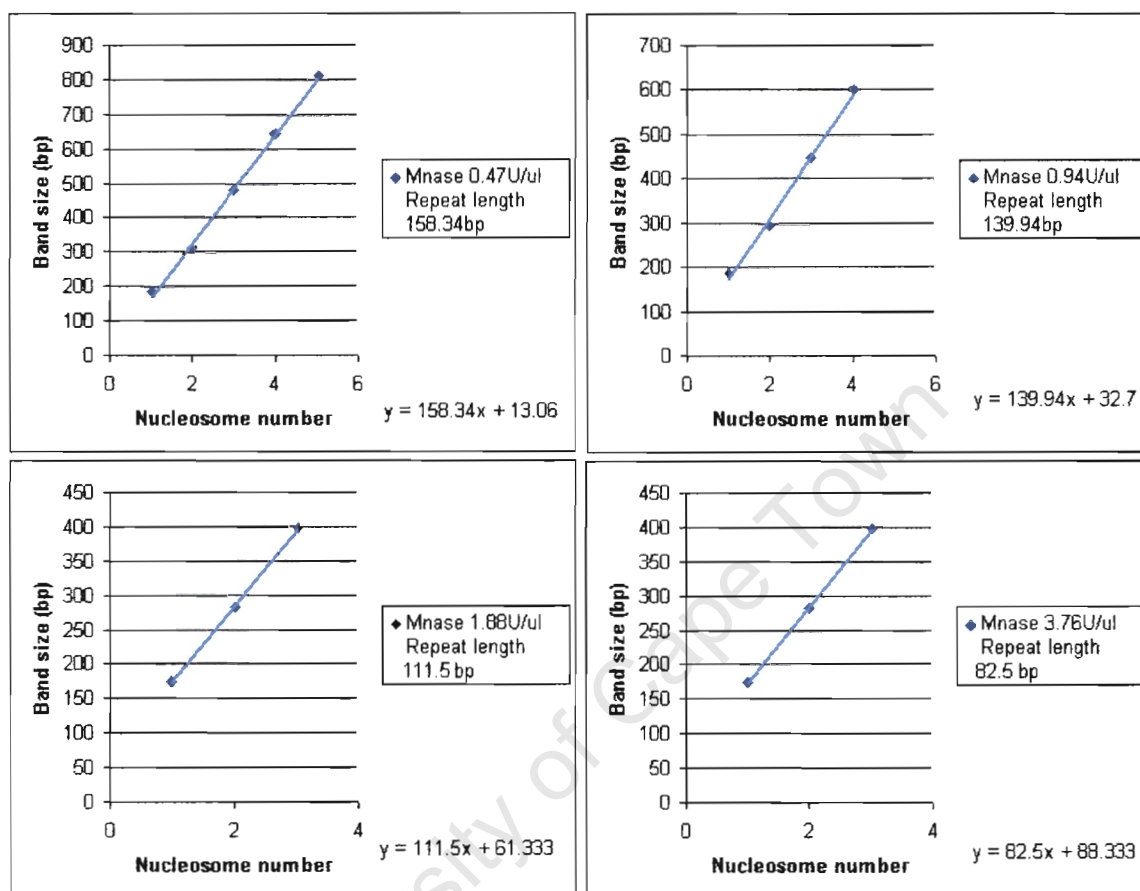 900
800
700
600
500
400
300
200
100
0
Band size (bp)
0 2 4 6
Nucleosome number
Mnase 0.47U/ul
Repeat length
158.34bp
y = 158.34x + 13.06
700
600
500
400
300
200
100
0
Band size (bp)
0 2 4 6
Nucleosome number
Mnase 0.94U/ul
Repeat length
139.94bp
y = 139.94x + 32.7
450
400
350
300
250
200
150
100
50
0
Band size (bp)
0 2 4
Nucleosome number
Mnase 1.88U/ul
Repeat length
111.5 bp
y = 111.5x + 61.333
450
400
350
300
250
200
150
100
50
0
Band size (bp)
0 2 4
Nucleosome number
Mnase 3.76U/ul
Repeat length
82.5 bp
y = 82.5x + 88.333
sity of Cape Town